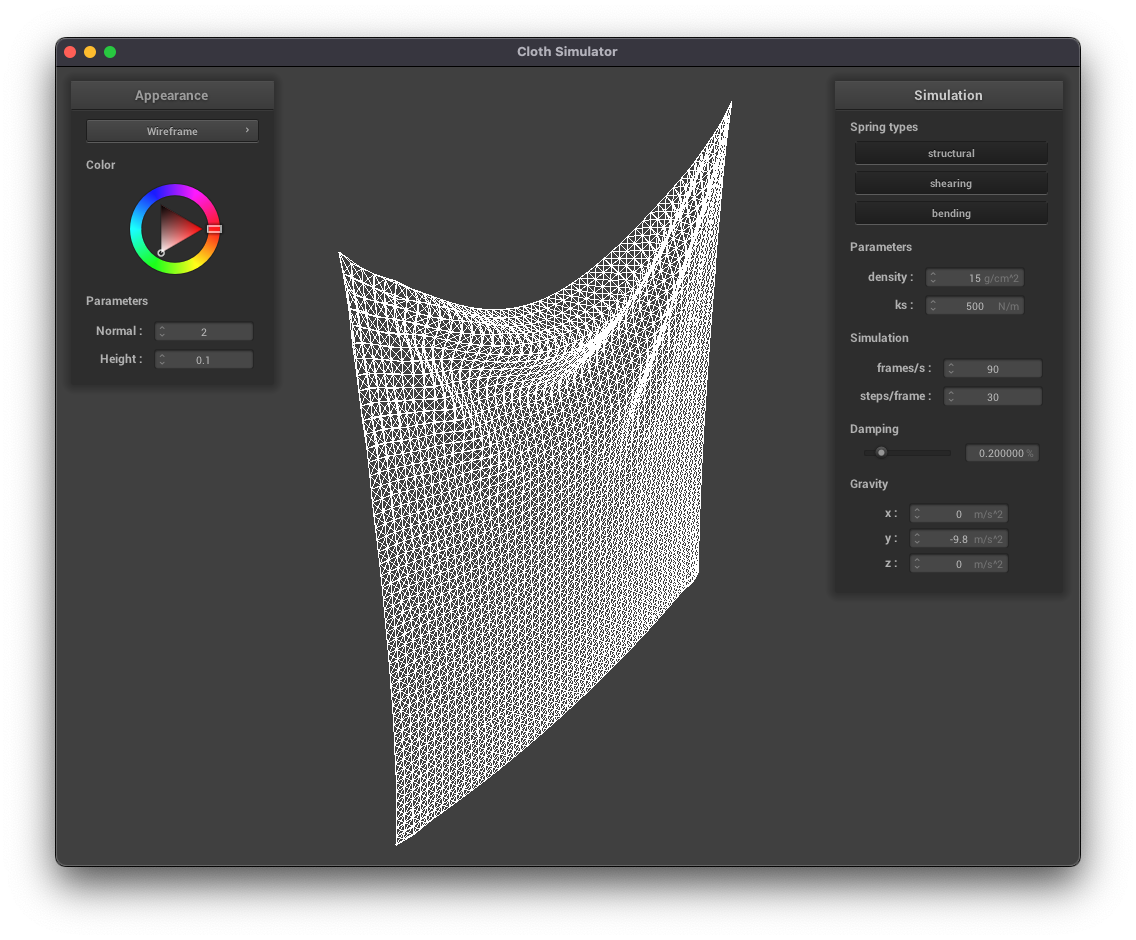 Cloth Simulator
Appearance
Wireframe
Color
Parameters
Normal : 2
Height : 0.1
Simulation
Spring types
structural
shearing
bending
Parameters
density : 15 g/cm^2
ks : 500 N/m
Simulation
frames/s : 90
steps/frame : 30
Damping
0.200000 %
Gravity
x : 0 m/s^2
y : -9.8 m/s^2
z : 0 m/s^2